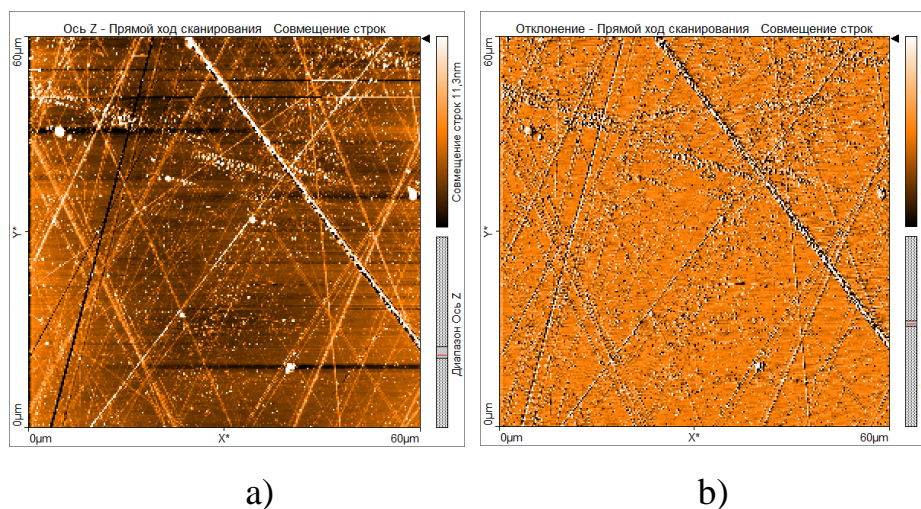 Ось Z - Прямой ход сканирования Совмещение строк
60µm
Y*
0µm
0µm
X*
60µm
Совмещение строк 11,3nm
Диапазон Ось Z
Отклонение - Прямой ход сканирования Совмещение строк
60µm
Y*
0µm
0µm
X*
60µm
a)
b)